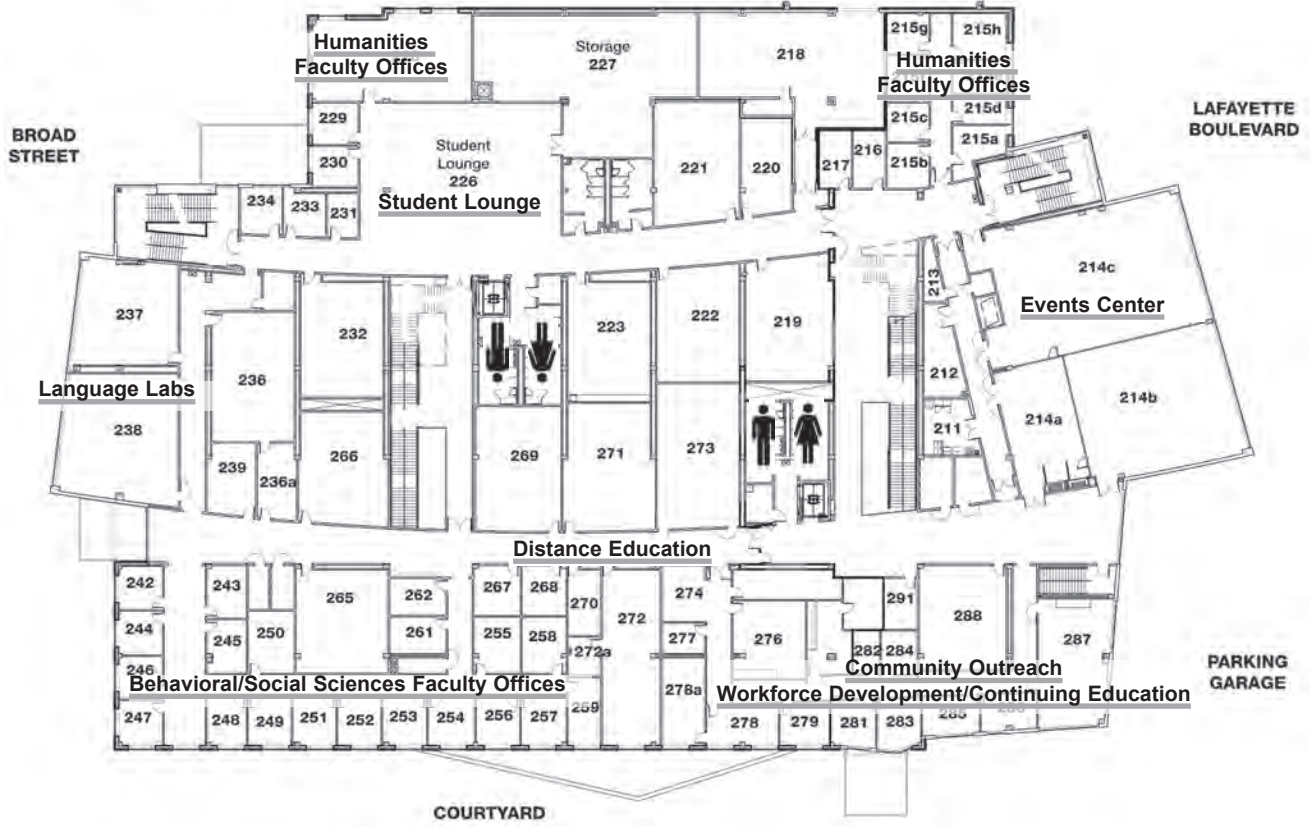 215g
215h
Humanities
Faculty Offices
Storage
227
218
Humanities
Faculty Offices
215d
215c
215a
215b
229
230
BROAD
STREET
LAFAYETTE
BOULEVARD
Student
Lounge
226
Student Lounge
221
220
217
216
234
233
231
237
232
223
222
219
213
214c
Events Center
236
212
Language Labs
238
239
236a
266
269
271
273
211
214a
214b
Distance Education
242
243
265
262
267
268
270
272
274
291
288
244
245
250
261
255
258
272a
277
276
282
284
287
246
Community Outreach
Behavioral/Social Sciences Faculty Offices
Workforce Development/Continuing Education
PARKING
GARAGE
247
248
249
251
252
253
254
256
257
259
278a
278
279
281
283
285
COURTYARD